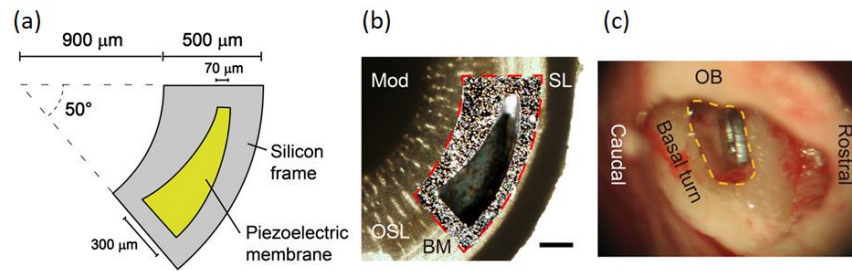 (a)
900 μm
500 μm
70 μm
50°
Silicon
frame
Piezoelectric
membrane
300 μm
(b)
Mod
SL
OSL
BM
(c)
OB
Caudal
Basal turn
Rostral